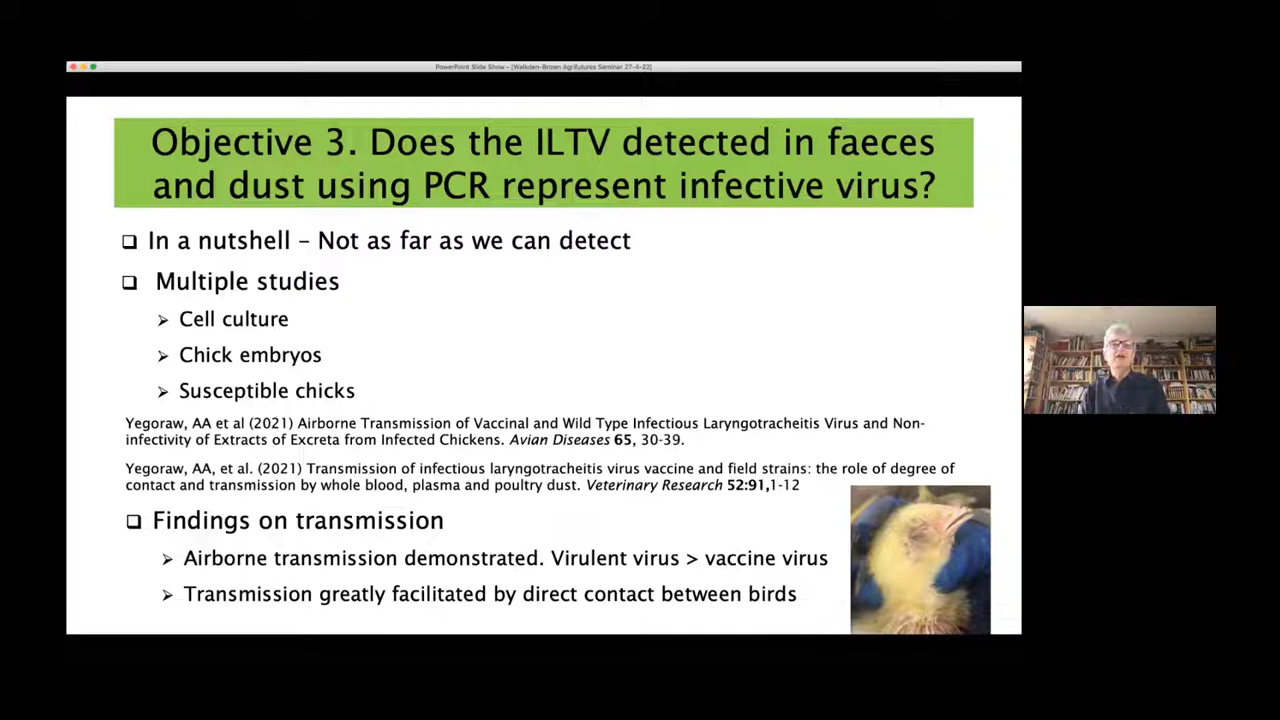 PowerPoint Slide Show - [Walkden-Brown Agrifutures Seminar 27-4-22]
Objective 3. Does the ILTV detected in faeces
and dust using PCR represent infective virus?
❑ In a nutshell – Not as far as we can detect
❑ Multiple studies
➢ Cell culture
➢ Chick embryos
➢ Susceptible chicks
Yegoraw, AA et al (2021) Airborne Transmission of Vaccinal and Wild Type Infectious Laryngotracheitis Virus and Non-
infectivity of Extracts of Excreta from Infected Chickens. Avian Diseases 65, 30-39.
Yegoraw, AA, et al. (2021) Transmission of infectious laryngotracheitis virus vaccine and field strains: the role of degree of
contact and transmission by whole blood, plasma and poultry dust. Veterinary Research 52:91,1-12
❑ Findings on transmission
➢ Airborne transmission demonstrated. Virulent virus > vaccine virus
➢ Transmission greatly facilitated by direct contact between birds